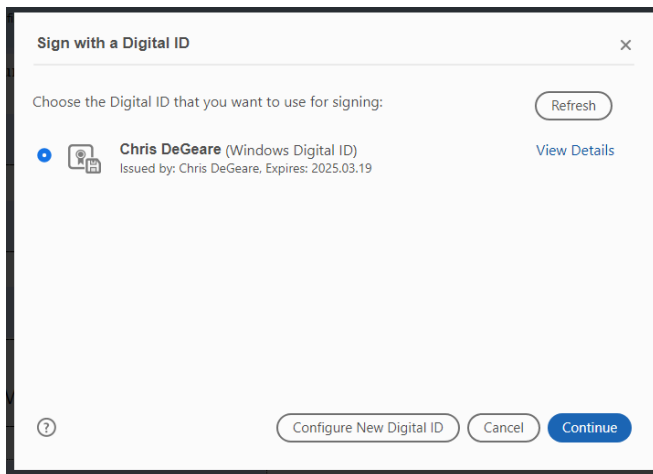 Sign with a Digital ID
Choose the Digital ID that you want to use for signing:
Refresh
Chris DeGeare (Windows Digital ID)
View Details
Issued by: Chris DeGeare, Expires: 2025.03.19
?
Configure New Digital ID
Cancel
Continue